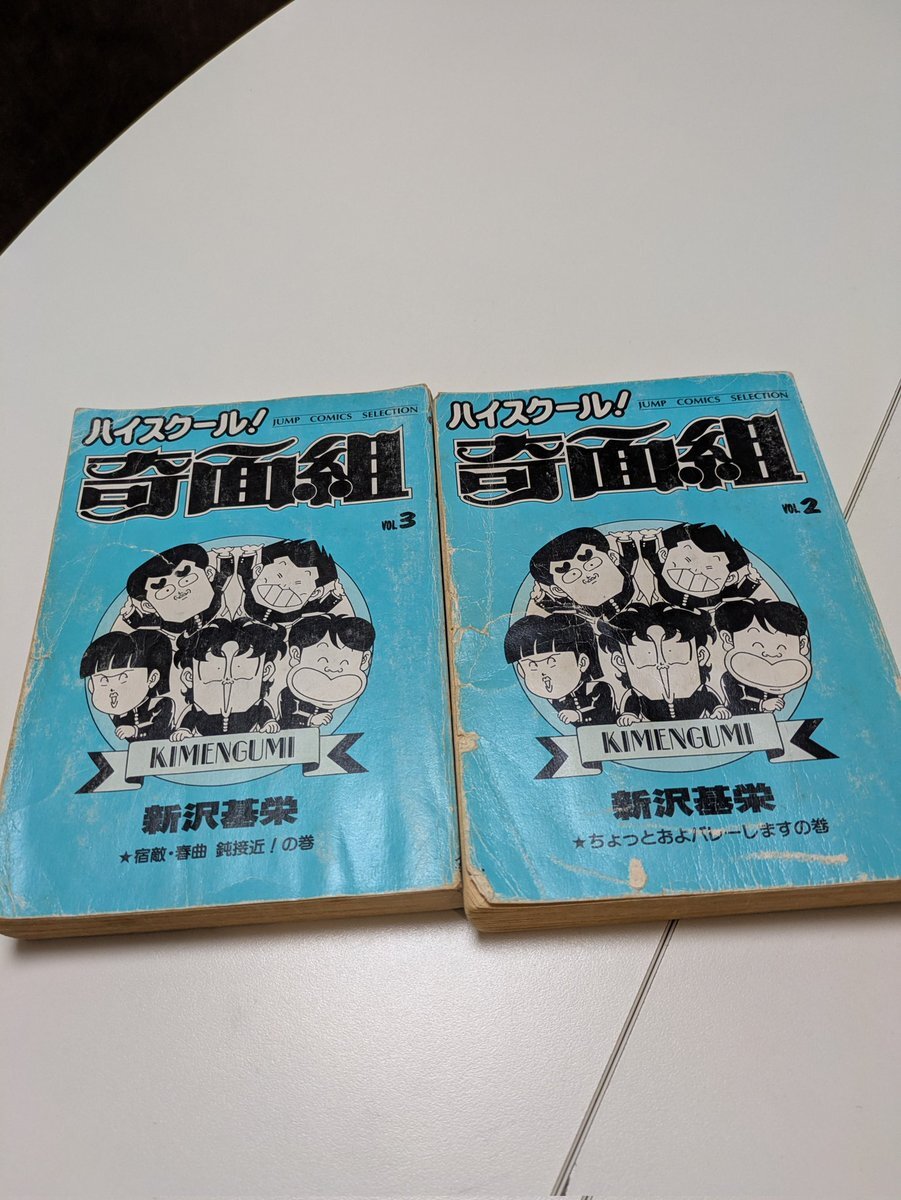 ハイスクール!
JUMP COMICS SELECTION
奇面組
VOL.3
KIMENGUMI
新沢基栄
★宿敵・春曲 鈍接近!の巻
ハイスクール!
JUMP COMICS SELECTION
奇面組
VOL.2
KIMENGUMI
新沢基栄
★ちょっとおよバレーしますの巻